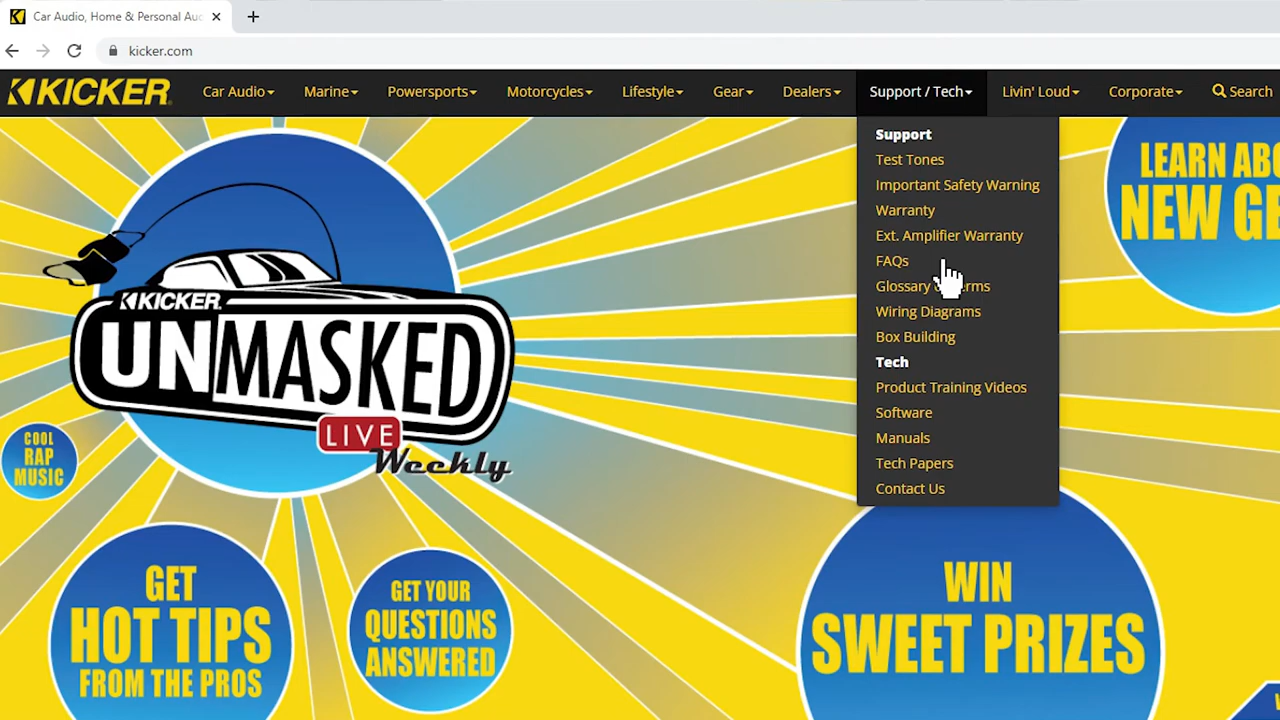 Car Audio, Home & Personal Aud
kicker.com
KICKER
Car Audio Marine Powersports Motorcycles Lifestyle Gear Dealers Support / Tech Livin' Loud Corporate Search
Support
Test Tones
Important Safety Warning
Warranty
Ext. Amplifier Warranty
FAQs
Glossary
Wiring Diagrams
Box Building
Tech
Product Training Videos
Software
Manuals
Tech Papers
Contact Us
LEARN ABO
NEW GE
KICKER
UNMASKED
LIVE
Weekly
COOL
RAP
MUSIC
GET
HOT TIPS
FROM THE PROS
GET YOUR
QUESTIONS
ANSWERED
WIN
SWEET PRIZES